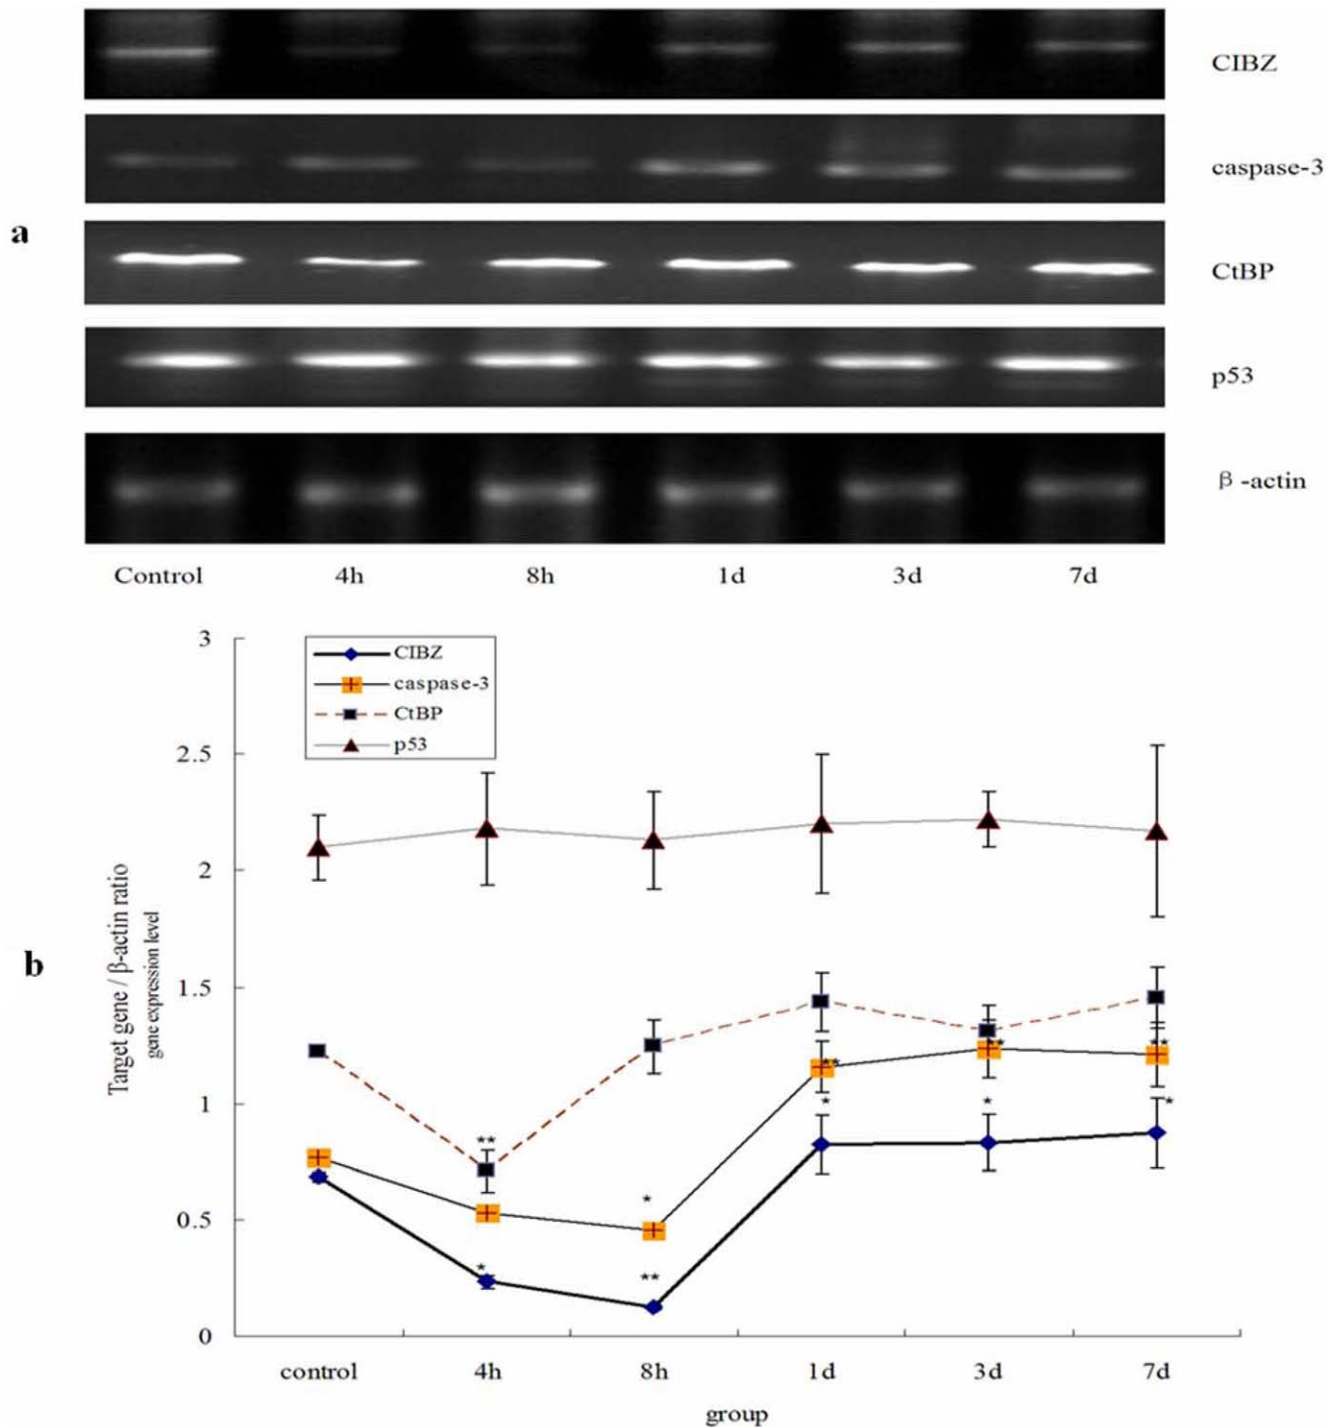 CIBZ
caspase-3
a
CtBP
p53
β -actin
Control 4h 8h 1d 3d 7d
3
CIBZ
caspase-3
CtBP
p53
2.5
2
b
Target gene / β-actin ratio
gene expression level
1.5
** ** **
1
* * *
**
*
0.5
*
**
0
control 4h 8h 1d 3d 7d
group